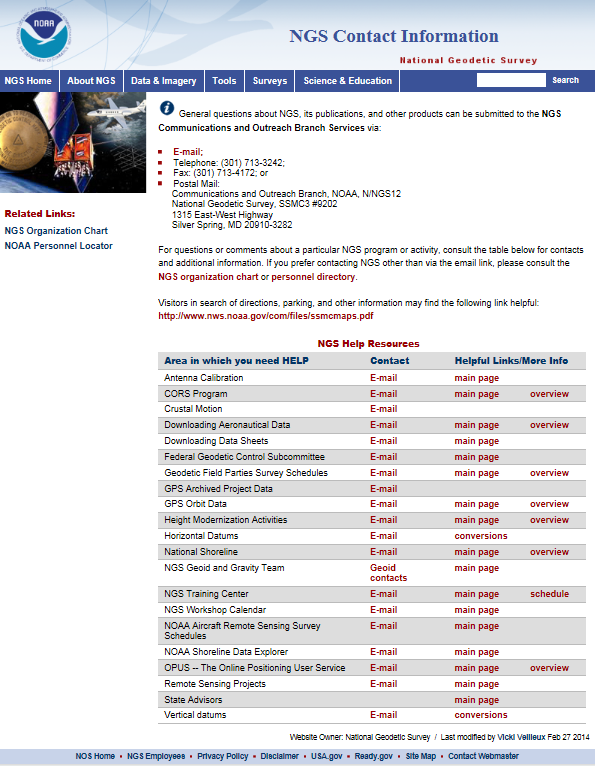 NOAA
NGS Contact Information
National Geodetic Survey
NGS Home About NGS Data & Imagery Tools Surveys Science & Education Search
General questions about NGS, its publications, and other products can be submitted to the NGS
Communications and Outreach Branch Services via:
E-mail;
Telephone: (301) 713-3242;
Fax: (301) 713-4172; or
Postal Mail:
Communications and Outreach Branch, NOAA, N/NGS12
National Geodetic Survey, SSMC3 #9202
1315 East-West Highway
Silver Spring, MD 20910-3282
Related Links:
NGS Organization Chart
NOAA Personnel Locator
For questions or comments about a particular NGS program or activity, consult the table below for contacts
and additional information. If you prefer contacting NGS other than via the email link, please consult the
NGS organization chart or personnel directory.
Visitors in search of directions, parking, and other information may find the following link helpful:
http://www.nws.noaa.gov/com/files/ssmcmaps.pdf
NGS Help Resources
Area in which you need HELP Contact Helpful Links/More Info
Antenna Calibration E-mail main page
CORS Program E-mail main page overview
Crustal Motion E-mail
Downloading Aeronautical Data E-mail main page overview
Downloading Data Sheets E-mail main page
Federal Geodetic Control Subcommittee E-mail main page
Geodetic Field Parties Survey Schedules E-mail main page overview
GPS Archived Project Data E-mail
GPS Orbit Data E-mail main page overview
Height Modernization Activities E-mail main page overview
Horizontal Datums E-mail conversions
National Shoreline E-mail main page overview
NGS Geoid and Gravity Team Geoid main page
contacts
NGS Training Center E-mail main page schedule
NGS Workshop Calendar E-mail main page
NOAA Aircraft Remote Sensing Survey E-mail main page
Schedules
NOAA Shoreline Data Explorer E-mail main page
OPUS -- The Online Positioning User Service E-mail main page overview
Remote Sensing Projects E-mail main page
State Advisors main page
Vertical datums E-mail conversions
Website Owner: National Geodetic Survey / Last modified by Vicki Veilleux Feb 27 2014
NOS Home • NGS Employees • Privacy Policy • Disclaimer • USA.gov • Ready.gov • Site Map • Contact Webmaster